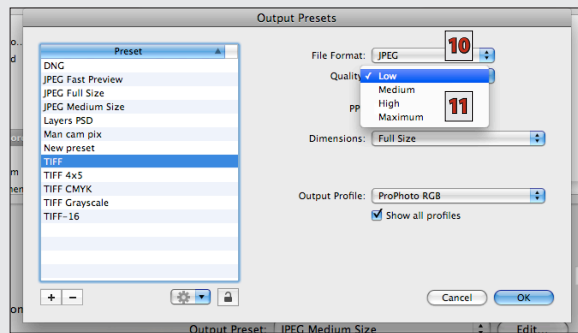 Output Presets
Preset
DNG
JPEG Fast Preview
JPEG Full Size
JPEG Medium Size
Layers PSD
Man cam pix
New preset
TIFF
TIFF 4x5
TIFF CMYK
TIFF Grayscale
TIFF-16
File Format: JPEG
10
Quality
✓ Low
Medium
High
Maximum
11
PP
Dimensions: Full Size
Output Profile: ProPhoto RGB
Show all profiles
+ −
Cancel OK
Output Preset: JPEG Medium Size Edit...